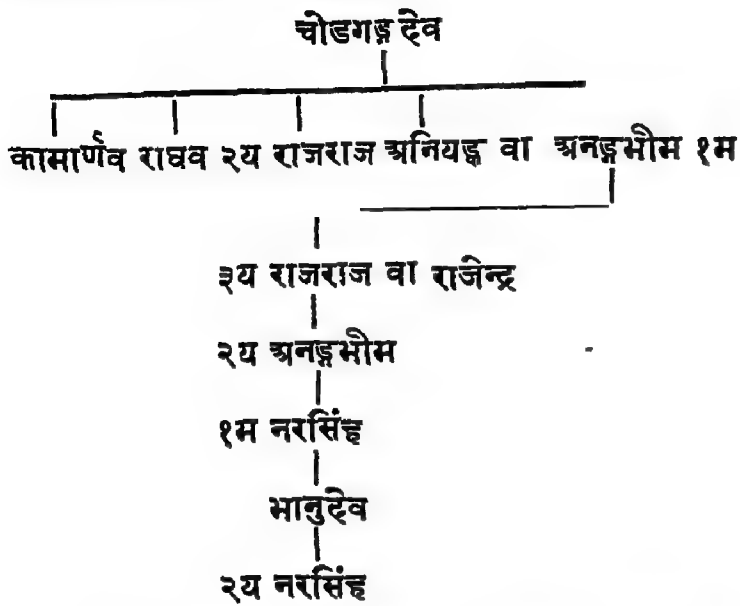 चोडगङ्ग देव
कामार्णव राघव २य राजराज अनियङ्क वा अनङ्गभीम १म
३य राजराज वा राजेन्द्र
२य अनङ्गभीम
१म नरसिंह
भानुदेव
२य नरसिंह